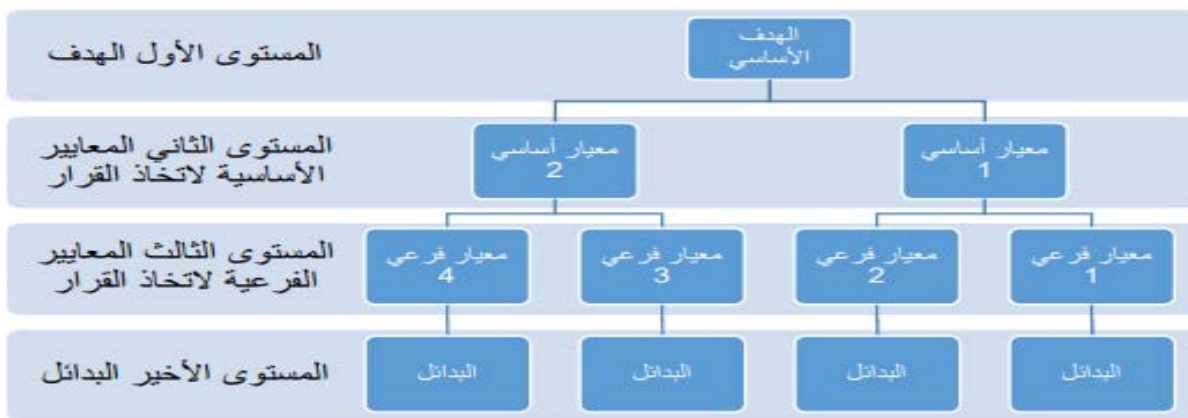 المستوى الأول الهدف
الهدف
الأساسي
المستوى الثاني المعايير
الأساسية لاتخاذ القرار
معيار أساسي
1
معيار أساسي
2
المستوى الثالث المعايير
الفرعية لاتخاذ القرار
معيار فرعي
1
معيار فرعي
2
معيار فرعي
3
معيار فرعي
4
المستوى الأخير البدائل
البدائل
البدائل
البدائل
البدائل